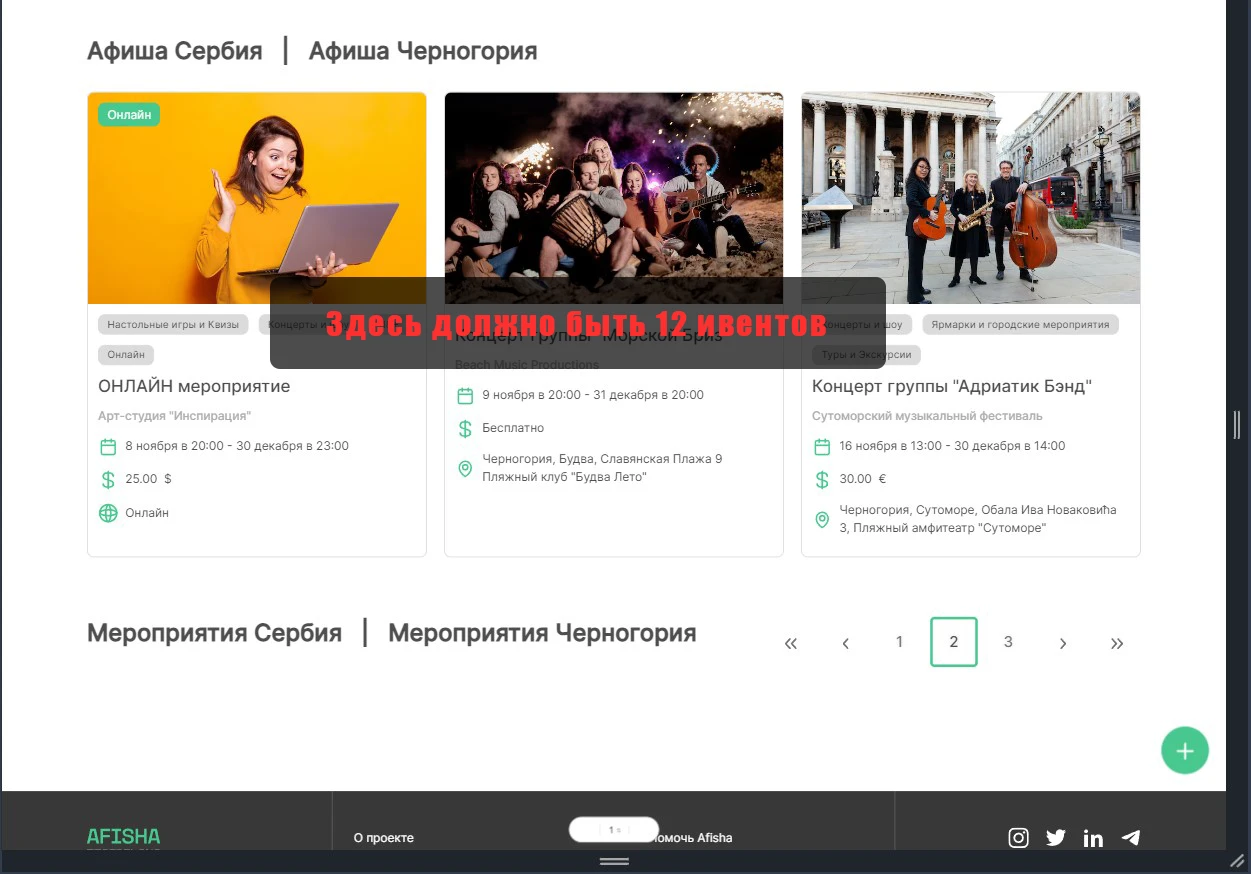 Афиша Сербия | Афиша Черногория
Онлайн
Настольные игры и Квизы
Концерты и шоу
Онлайн
ОНЛАЙН мероприятие
Арт-студия "Инспирация"
8 ноября в 20:00 - 30 декабря в 23:00
25.00 $
Онлайн
Здесь должно быть 12 ивентов
Концерт группы "Морской Бриз"
Beach Music Productions
9 ноября в 20:00 - 31 декабря в 20:00
Бесплатно
Черногория, Будва, Славянская Плажа 9
Пляжный клуб "Будва Лето"
Концерты и шоу
Ярмарки и городские мероприятия
Туры и Экскурсии
Концерт группы "Адриатик Бэнд"
Сутоморский музыкальный фестиваль
16 ноября в 13:00 - 30 декабря в 14:00
30.00 €
Черногория, Сутоморе, Обала Ива Новаковића
3, Пляжный амфитеатр "Сутоморе"
Мероприятия Сербия | Мероприятия Черногория
« ‹ 1 2 3 › »
+
AFISHA
О проекте
1
омочь Afisha